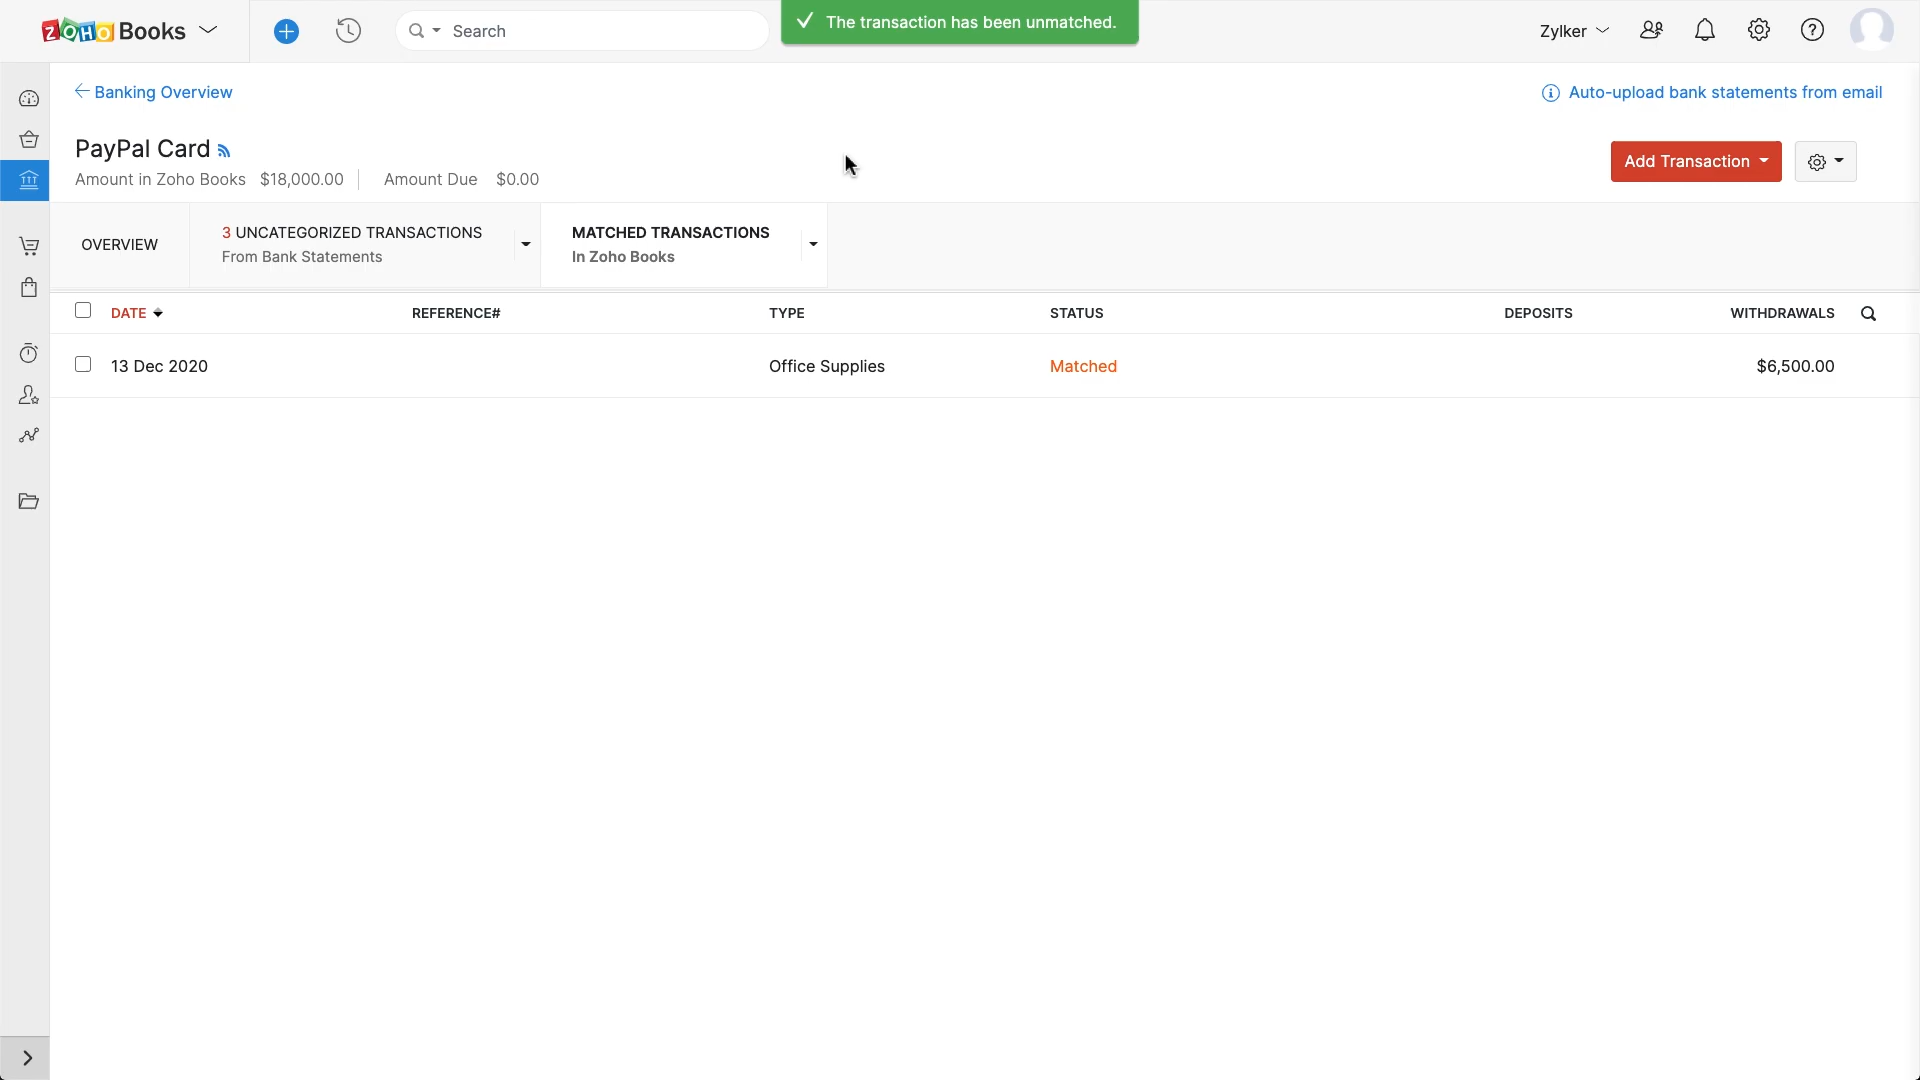 ZOHO Books
Search
The transaction has been unmatched.
Zylker
Banking Overview
Auto-upload bank statements from email
PayPal Card
Amount in Zoho Books $18,000.00
Amount Due $0.00
Add Transaction
OVERVIEW
3 UNCATEGORIZED TRANSACTIONS
From Bank Statements
MATCHED TRANSACTIONS
In Zoho Books
DATE REFERENCE# TYPE STATUS DEPOSITS WITHDRAWALS
13 Dec 2020 Office Supplies Matched $6,500.00